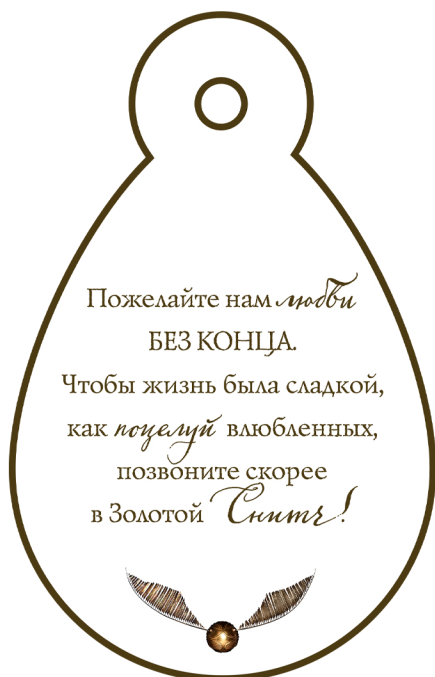 Пожелайте нам любви
БЕЗ КОНЦА.
Чтобы жизнь была сладкой,
как поцелуй влюбленных,
позвоните скорее
в Золотой Снитч!